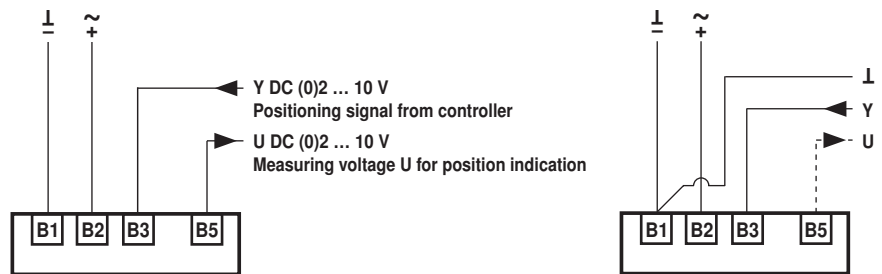 ⊥ ~ ⊥ ~
– + – +
Y DC (0)2 … 10 V
Positioning signal from controller
U DC (0)2 … 10 V
Measuring voltage U for position indication
B1 B2 B3 B5
⊥
Y
U
B1 B2 B3 B5